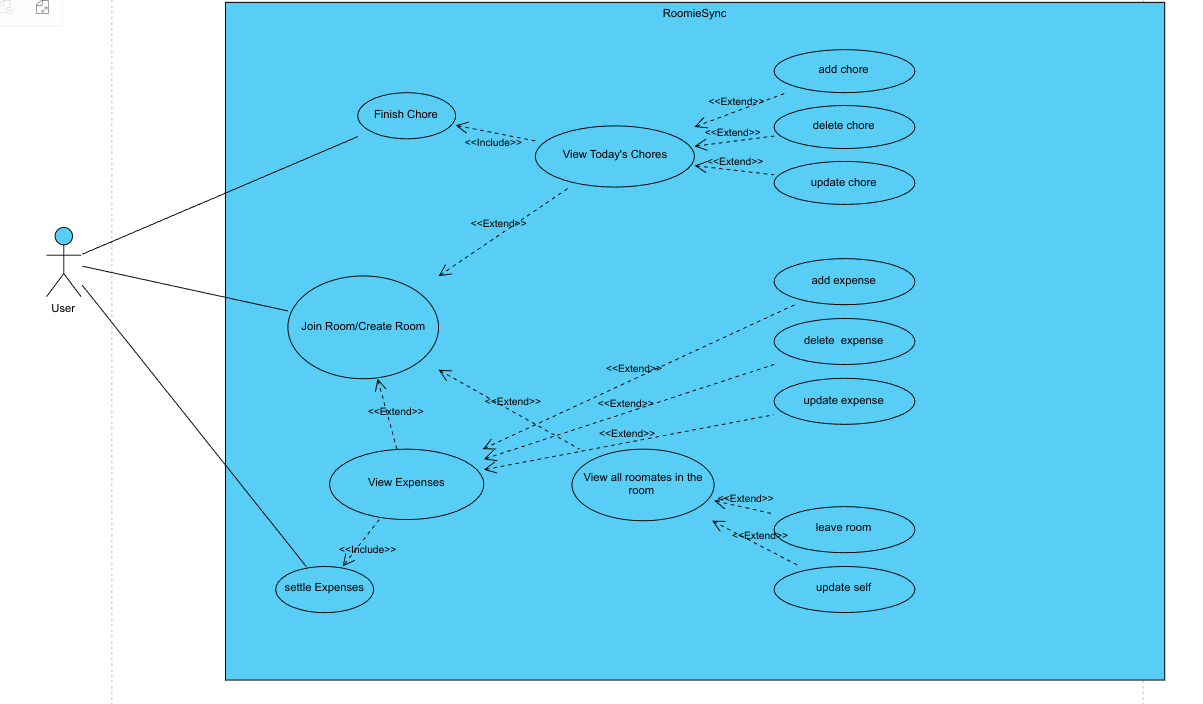 RoomieSync
add chore
<<Extend>>
Finish Chore
delete chore
<<Extend>>
<<Include>>
View Today's Chores
<<Extend>>
update chore
<<Extend>>
User
add expense
Join Room/Create Room
delete  expense
<<Extend>>
<<Extend>>
<<Extend>>
update expense
<<Extend>>
<<Extend>>
View Expenses
View all roomates in the
room
<<Extend>>
leave room
<<Extend>>
<<Include>>
settle Expenses
update self